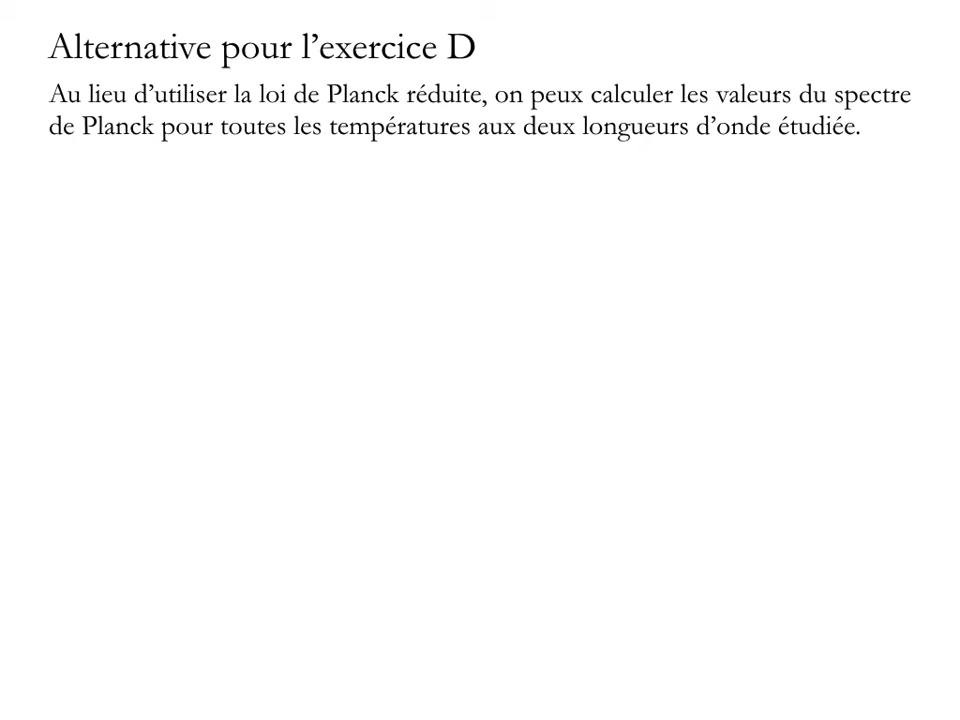 Alternative pour l’exercice D
Au lieu d’utiliser la loi de Planck réduite, on peux calculer les valeurs du spectre
de Planck pour toutes les températures aux deux longueurs d’onde étudiée.